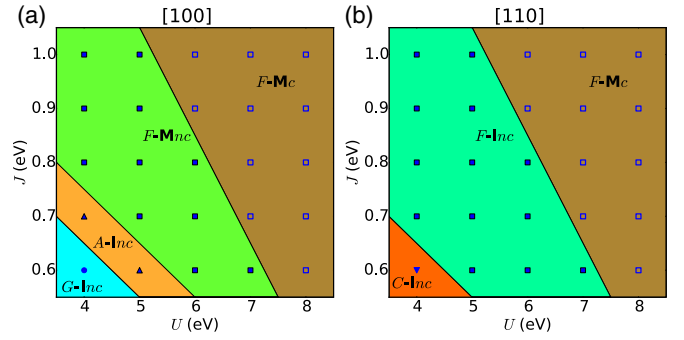 (a) [100]
1.0
0.9
0.8
0.7
0.6
J (eV)
F-Mc
F-Mnc
A-Inc
G-Inc
4 5 6 7 8
U (eV)
(b) [110]
1.0
0.9
0.8
0.7
0.6
J (eV)
F-Mc
F-Inc
C-Inc
4 5 6 7 8
U (eV)